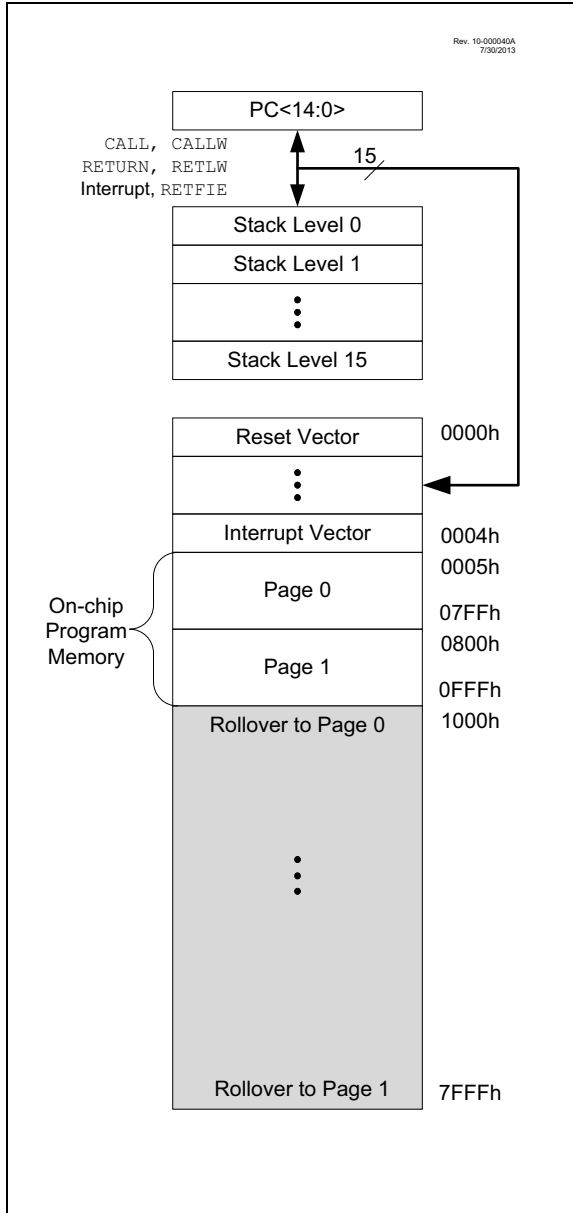 Rev. 10-000040A
7/30/2013
PC<14:0>
CALL, CALLW
RETURN, RETLW
Interrupt, RETFIE
15
Stack Level 0
Stack Level 1
Stack Level 15
Reset Vector
0000h
Interrupt Vector
0004h
0005h
On-chip
Program
Memory
Page 0
07FFh
0800h
Page 1
0FFFh
Rollover to Page 0
1000h
Rollover to Page 1
7FFFh